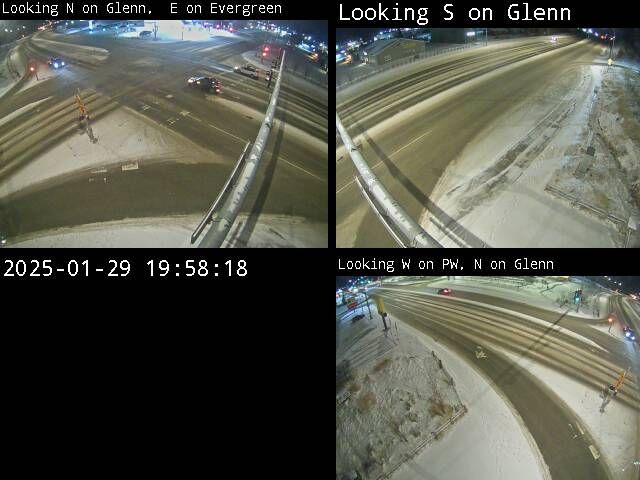 Looking N on Glenn,  E on Evergreen
Looking S on Glenn
2025-01-29 19:58:18
Looking W on PW, N on Glenn